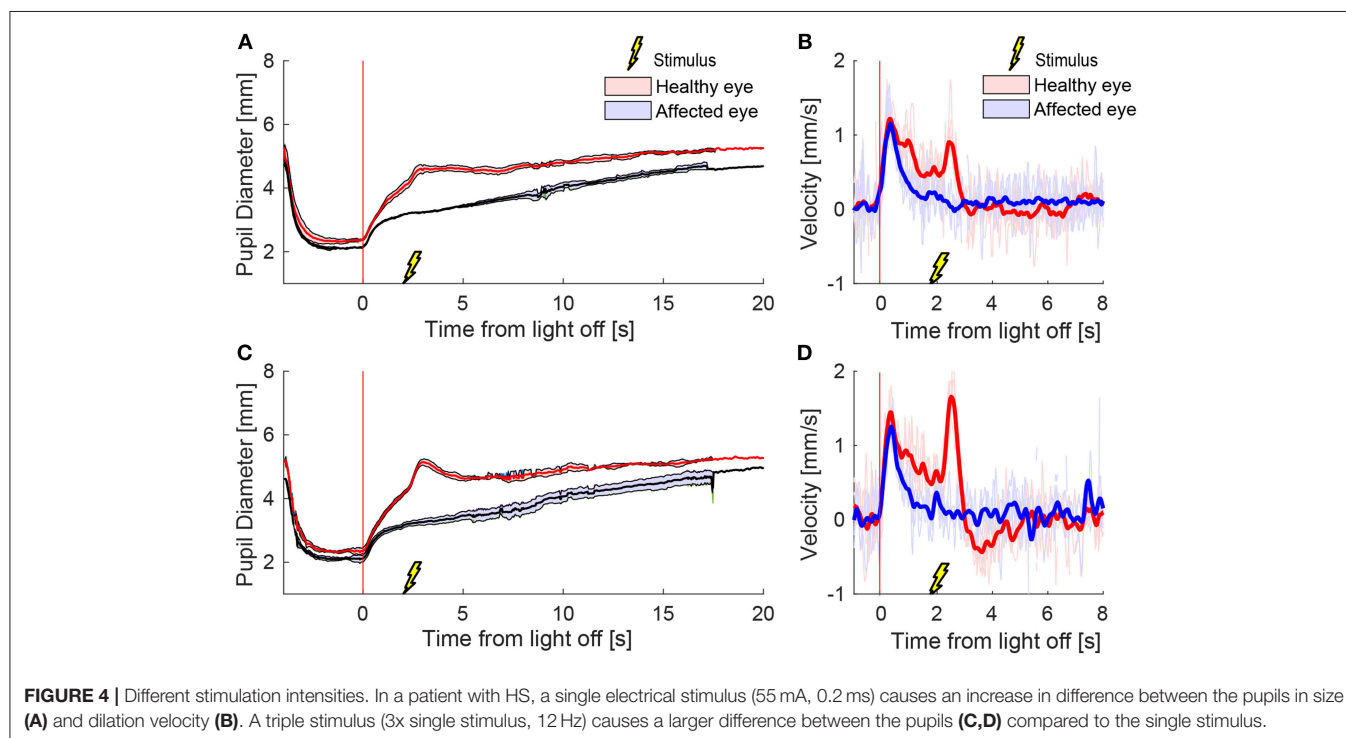 A
Stimulus
Healthy eye
Affected eye
Pupil Diameter [mm]
8
6
4
2
0 5 10 15 20
Time from light off [s]
B
Stimulus
Healthy eye
Affected eye
Velocity [mm/s]
2
1
0
-1
0 2 4 6 8
Time from light off [s]
C
Pupil Diameter [mm]
8
6
4
2
0 5 10 15 20
Time from light off [s]
D
Velocity [mm/s]
2
1
0
-1
0 2 4 6 8
Time from light off [s]
FIGURE 4 | Different stimulation intensities. In a patient with HS, a single electrical stimulus (55 mA, 0.2 ms) causes an increase in difference between the pupils in size
(A) and dilation velocity (B). A triple stimulus (3x single stimulus, 12 Hz) causes a larger difference between the pupils (C,D) compared to the single stimulus.